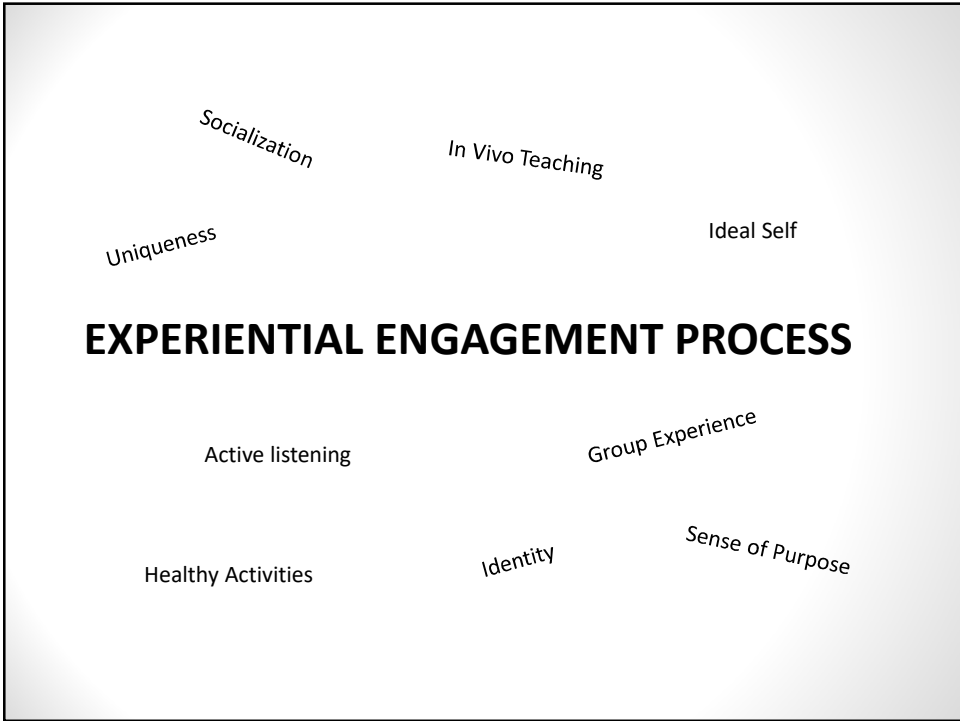 Socialization
In Vivo Teaching
Uniqueness
Ideal Self
EXPERIENTIAL ENGAGEMENT PROCESS
Active listening
Group Experience
Healthy Activities
Identity
Sense of Purpose